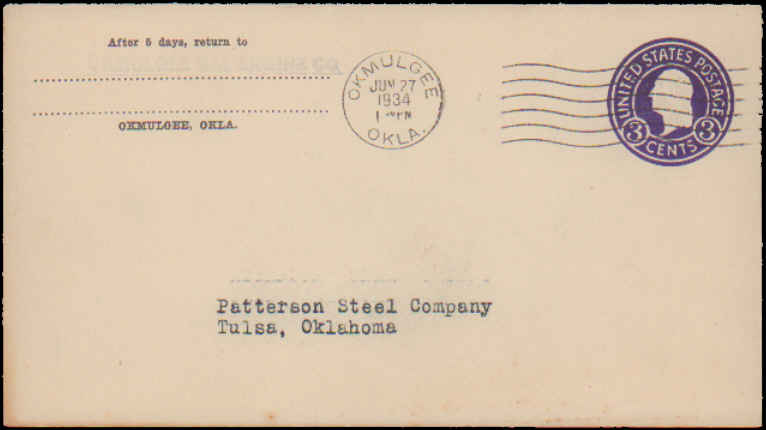 After 5 days, return to
OKMULGEE, OKLA.
OKMULGEE
JUN 27
1934
OKLA.
UNITED STATES POSTAGE
3 CENTS 3
Patterson Steel Company
Tulsa, Oklahoma